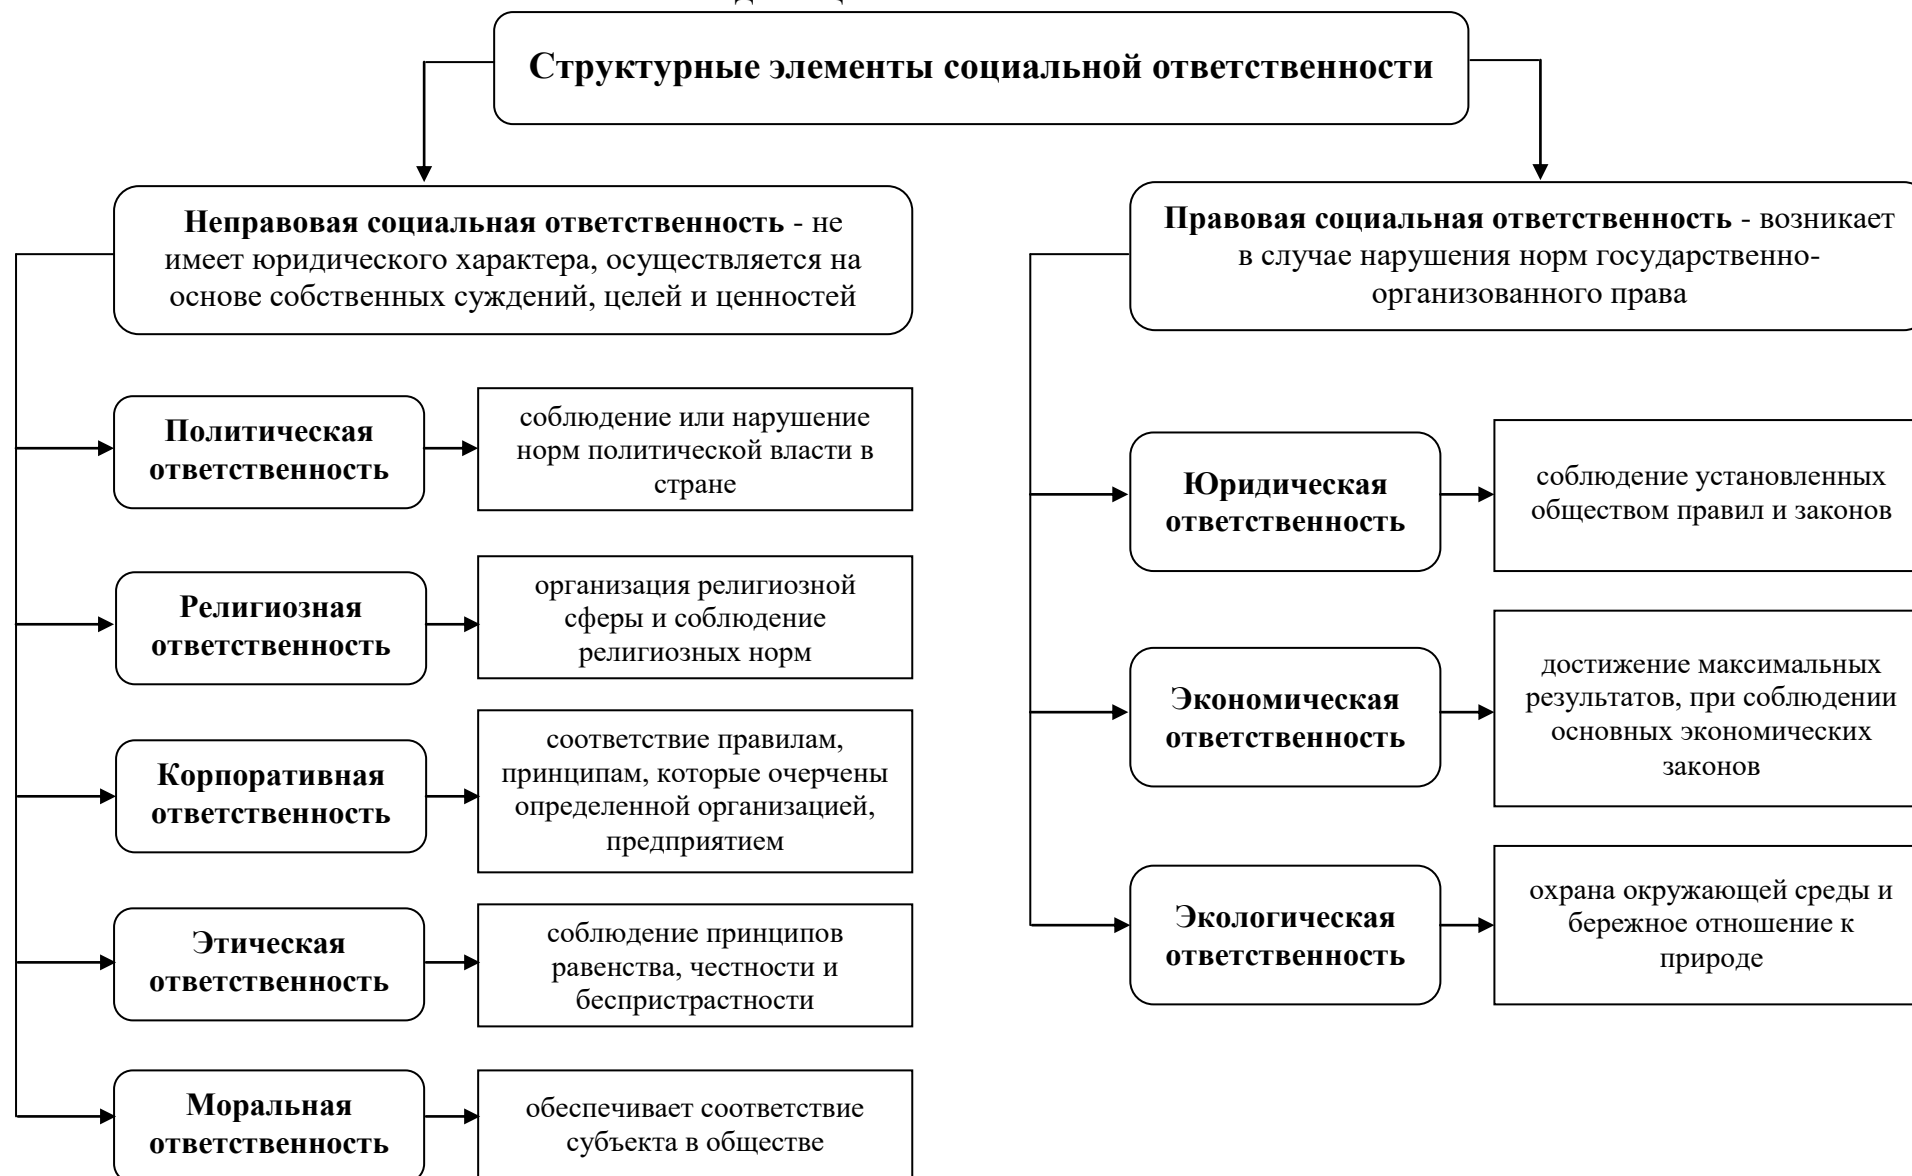 Структурные элементы социальной ответственности
Неправовая социальная ответственность - не
имеет юридического характера, осуществляется на
основе собственных суждений, целей и ценностей
Правовая социальная ответственность - возникает
в случае нарушения норм государственно-
организованного права
Политическая
ответственность
соблюдение или нарушение
норм политической власти в
стране
Религиозная
ответственность
организация религиозной
сферы и соблюдение
религиозных норм
Корпоративная
ответственность
соответствие правилам,
принципам, которые очерчены
определенной организацией,
предприятием
Этическая
ответственность
соблюдение принципов
равенства, честности и
беспристрастности
Моральная
ответственность
обеспечивает соответствие
субъекта в обществе
Юридическая
ответственность
соблюдение установленных
обществом правил и законов
Экономическая
ответственность
достижение максимальных
результатов, при соблюдении
основных экономических
законов
Экологическая
ответственность
охрана окружающей среды и
бережное отношение к
природе